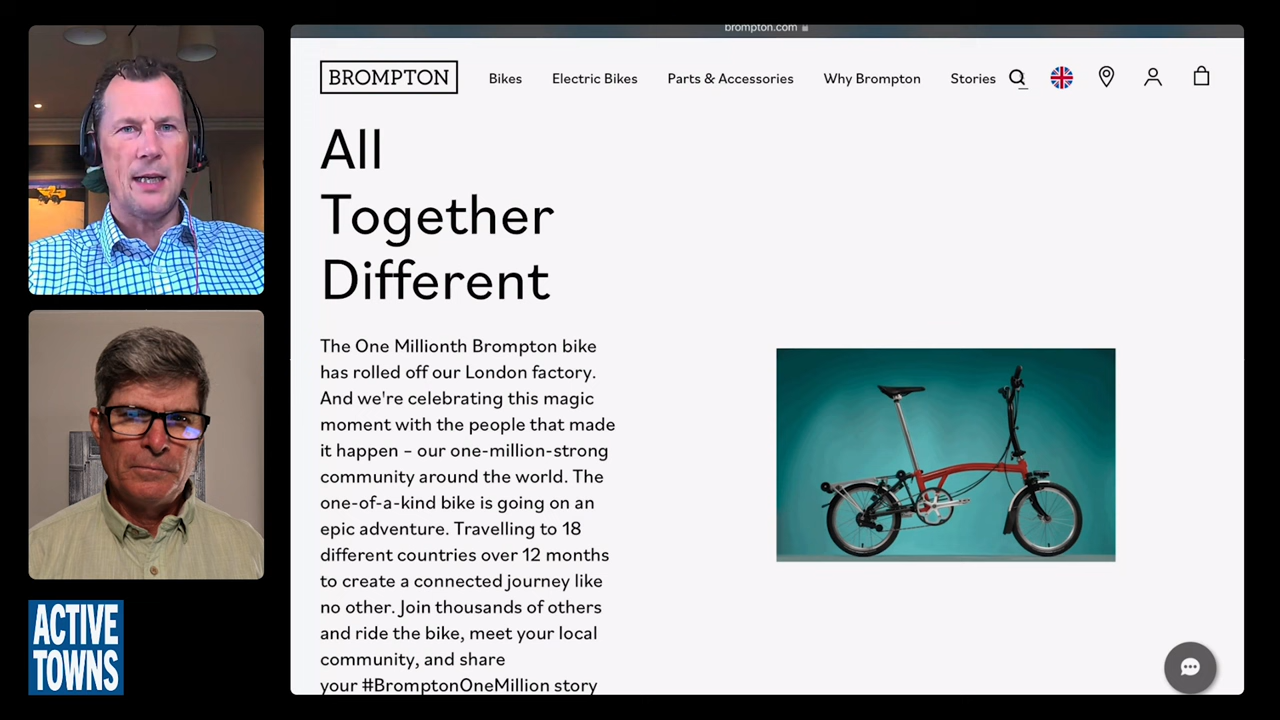 brompton.com
BROMPTON
Bikes
Electric Bikes
Parts & Accessories
Why Brompton
Stories
All
Together
Different
The One Millionth Brompton bike
has rolled off our London factory.
And we're celebrating this magic
moment with the people that made
it happen – our one-million-strong
community around the world. The
one-of-a-kind bike is going on an
epic adventure. Travelling to 18
different countries over 12 months
to create a connected journey like
no other. Join thousands of others
and ride the bike, meet your local
community, and share
your #BromptonOneMillion story
ACTIVE
TOWNS